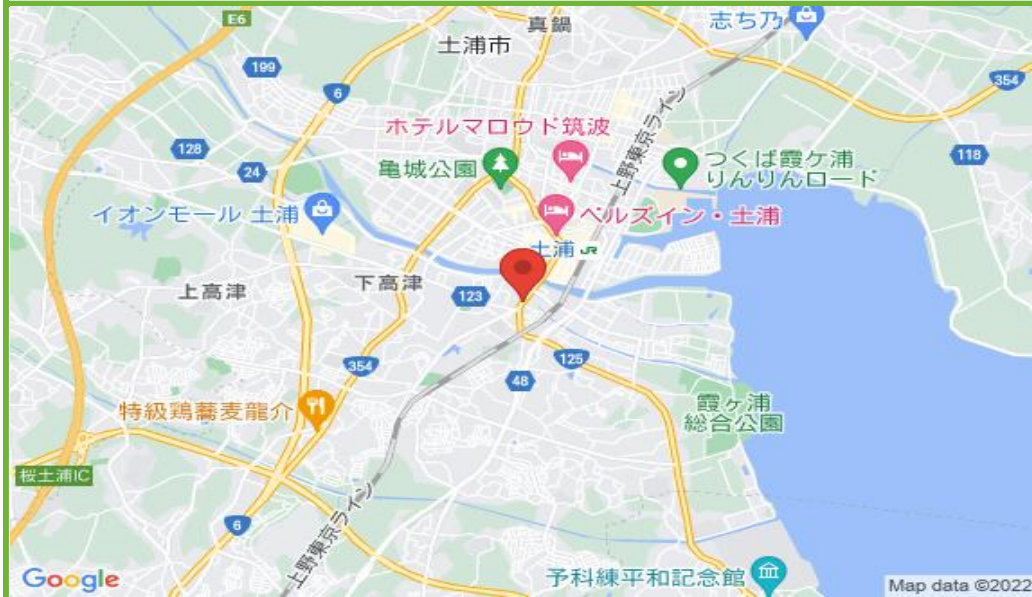 E6
真鍋
志ち乃
土浦市
199
6
354
ホテルマロウド筑波
上野東京ライン
128
亀城公園
つくば霞ケ浦
りんりんロード
118
24
イオンモール 土浦
ベルズイン・土浦
土浦 JR
上高津
下高津
123
354
125
48
霞ヶ浦
総合公園
特級鶏蕎麦龍介
桜土浦IC
6
上野東京ライン
予科練平和記念館
Google
Map data ©2022